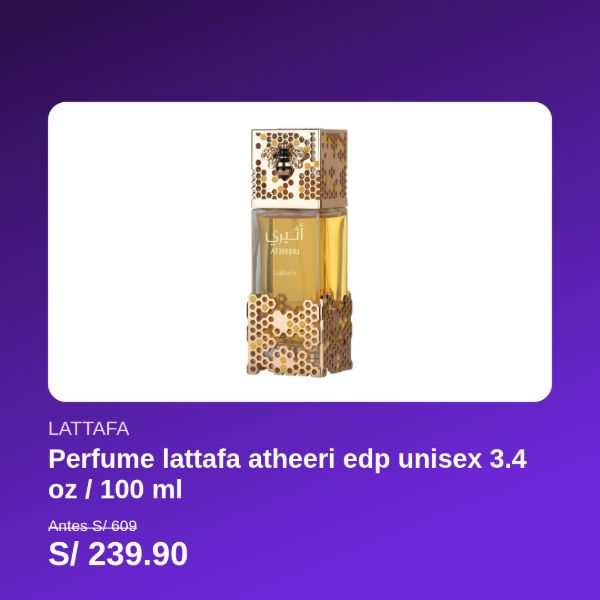 أثيري
ATHEERI
Lattafa
LATTAFA
Perfume lattafa atheeri edp unisex 3.4
oz / 100 ml
Antes S/ 609
S/ 239.90